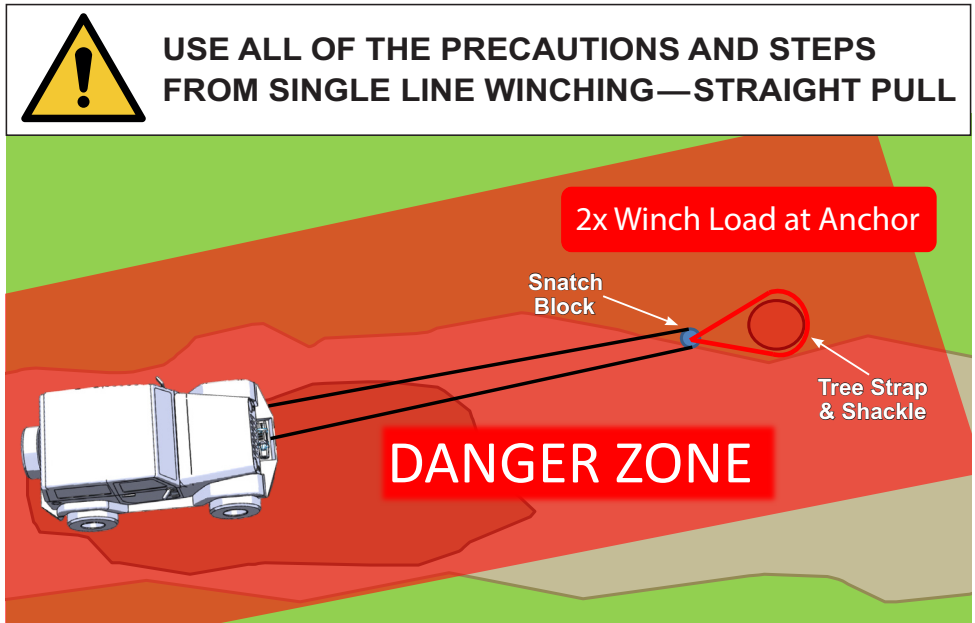 USE ALL OF THE PRECAUTIONS AND STEPS
FROM SINGLE LINE WINCHING—STRAIGHT PULL
2x Winch Load at Anchor
Snatch
Block
Tree Strap
& Shackle
DANGER ZONE